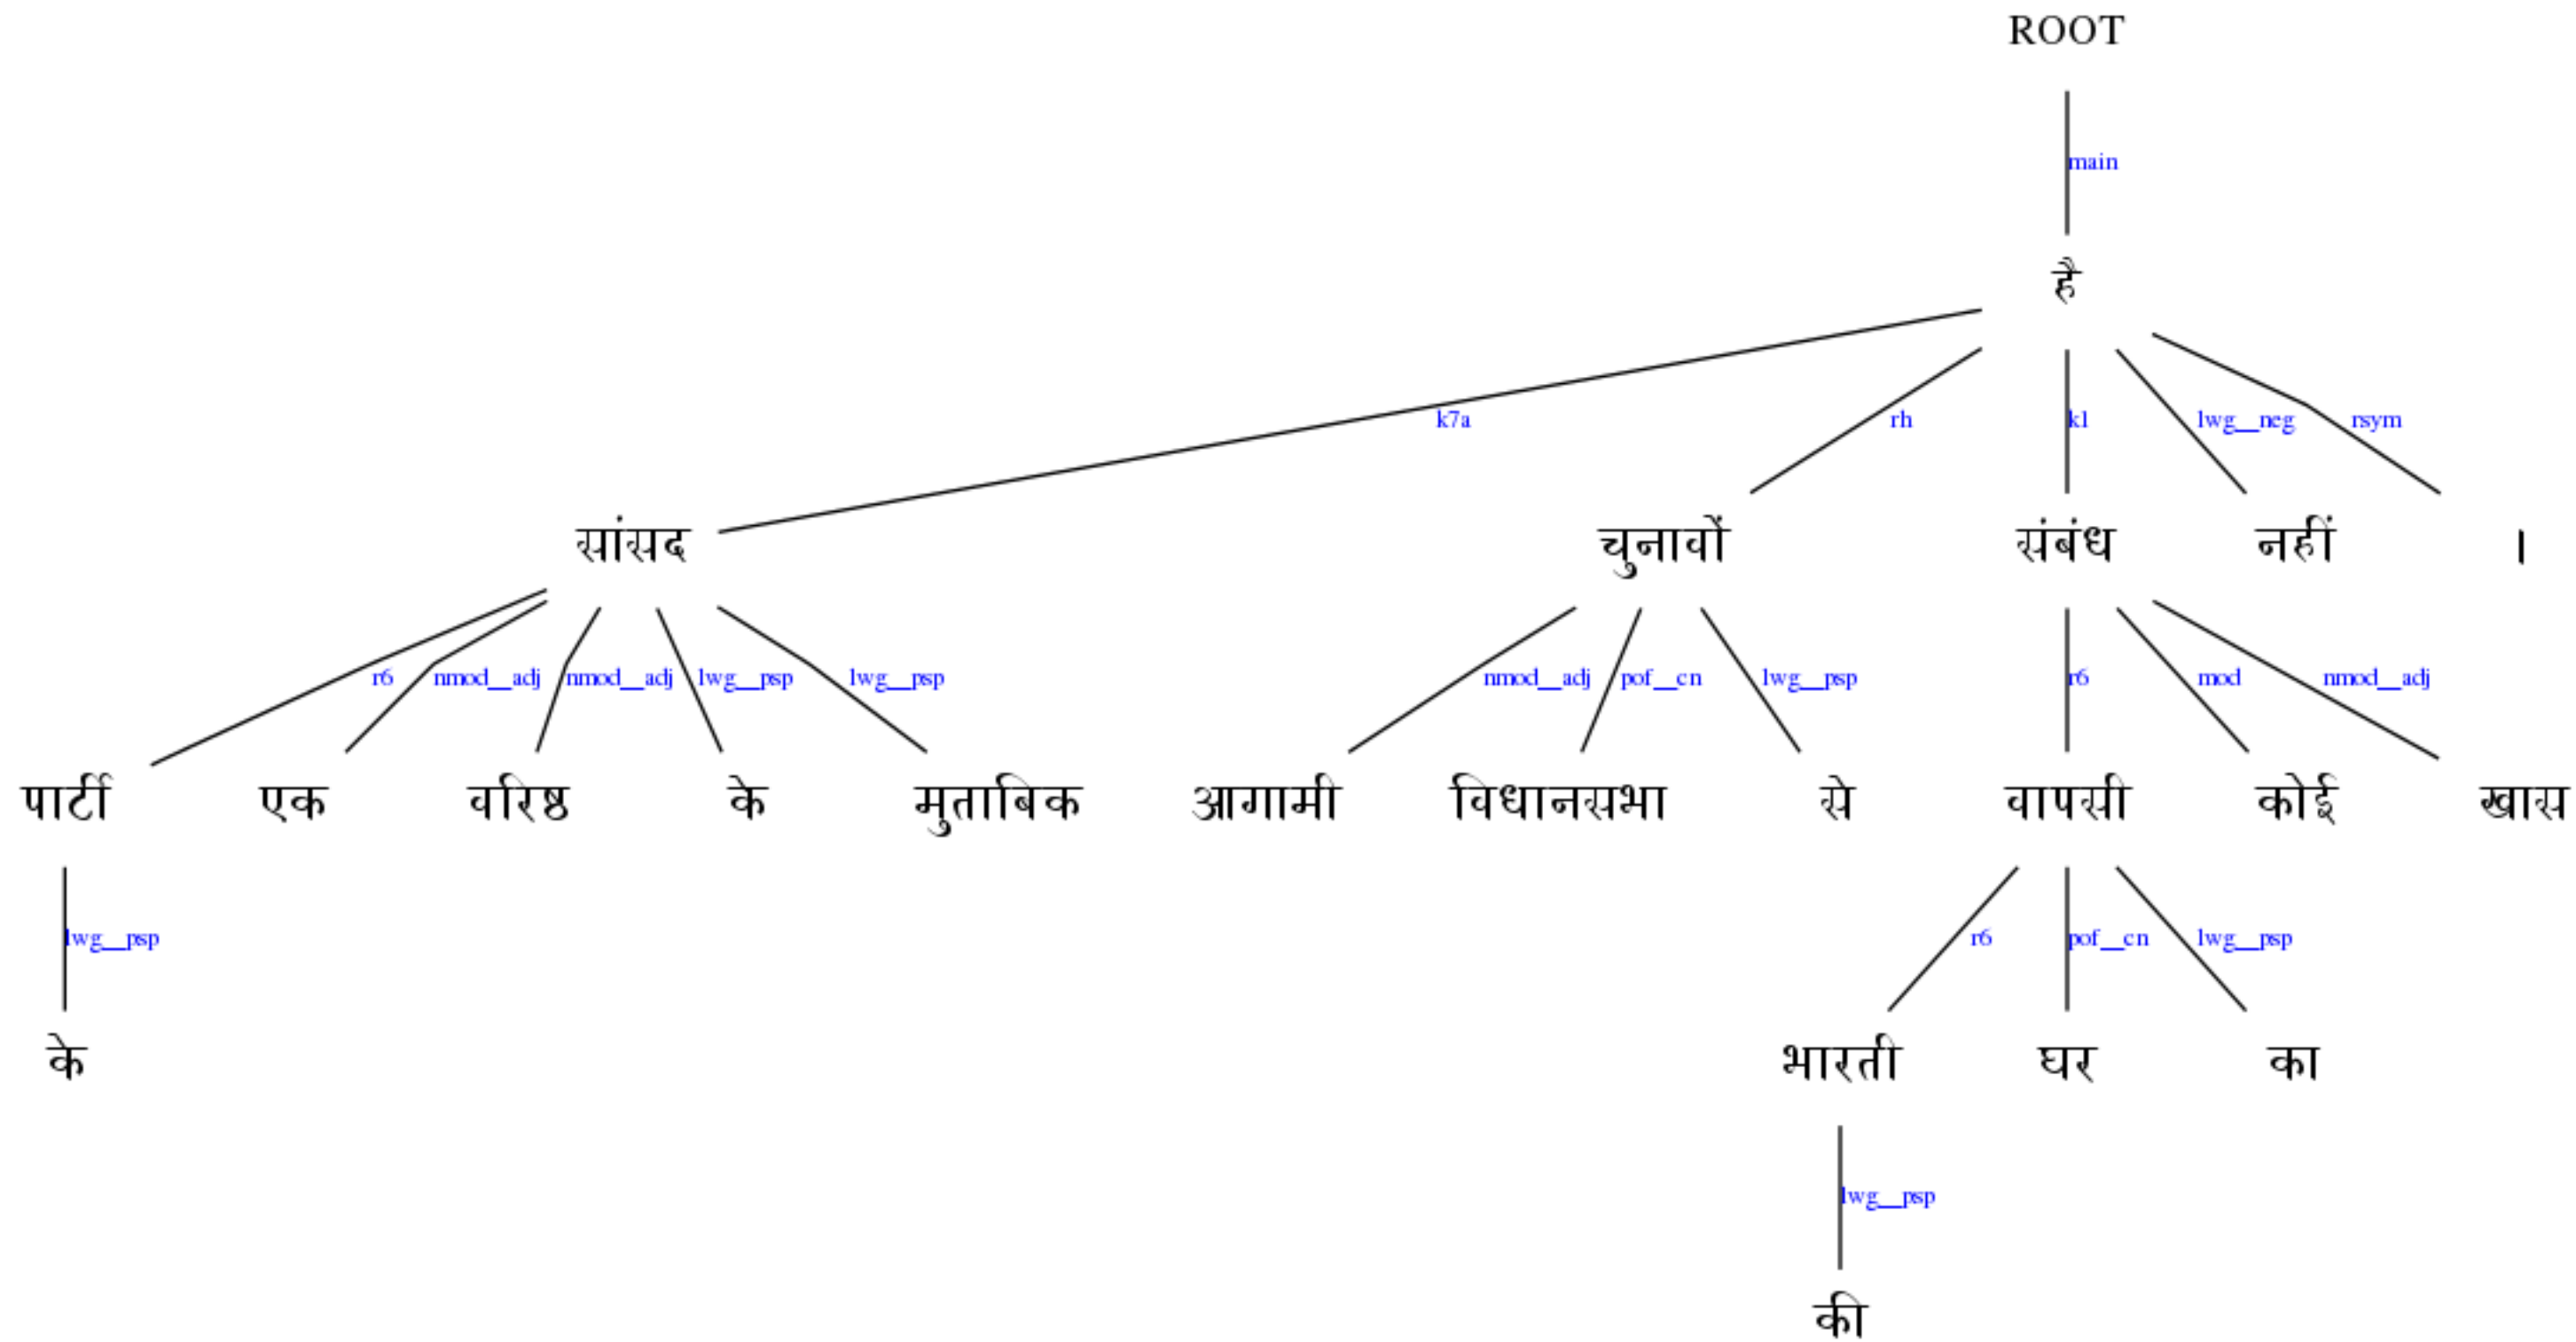 ROOT
main
है
k7a rh k1 lwg__neg rsym
सांसद चुनावों संबंध नहीं ।
r6 nmod__adj nmod__adj lwg__psp lwg__psp nmod__adj pof__cn lwg__psp r6 mod nmod__adj
पार्टी एक वरिष्ठ के मुताबिक आगामी विधानसभा से वापसी कोई खास
lwg__psp r6 pof__cn lwg__psp
के भारती घर का
lwg__psp
की